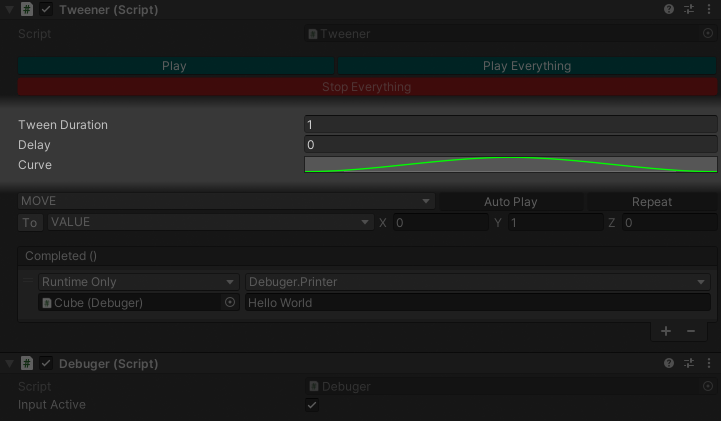 Tweener (Script)
Script Tweener
Play Play Everything
Stop Everything
Tween Duration 1
Delay 0
Curve
MOVE Auto Play Repeat
To VALUE X 0 Y 1 Z 0
Completed ()
Runtime Only Debuger.Printer
Cube (Debuger) Hello World
Debuger (Script)
Script Debuger
Input Active